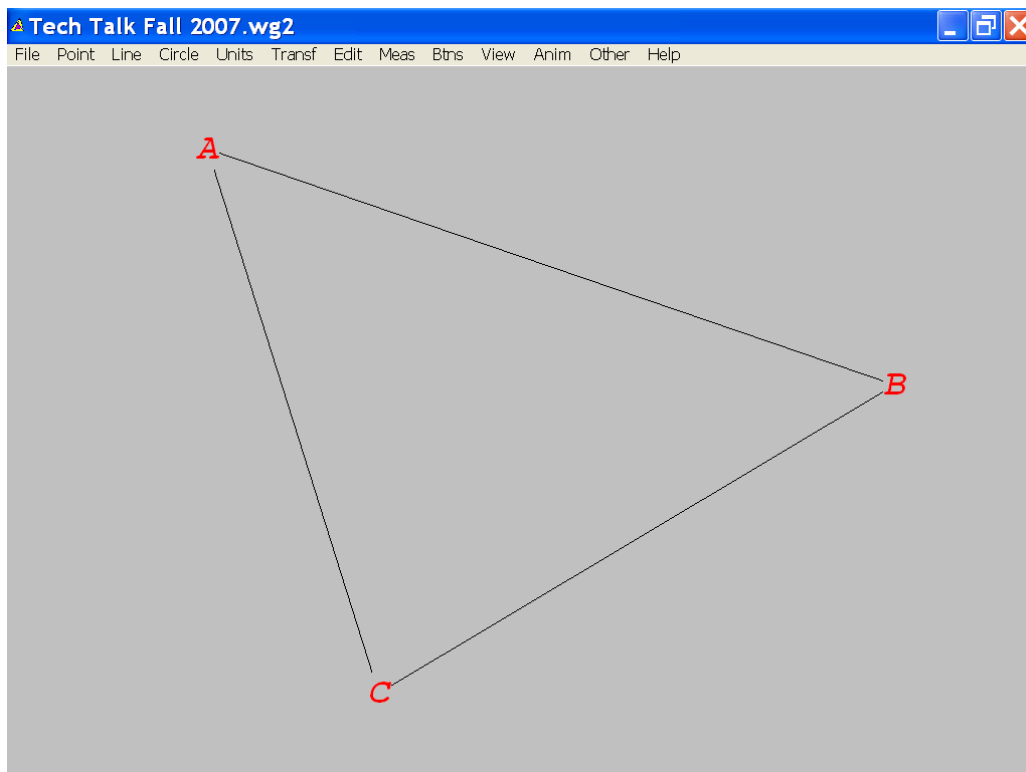 Tech Talk Fall 2007.wg2
File Point Line Circle Units Transf Edit Meas Btns View Anim Other Help
A
B
C